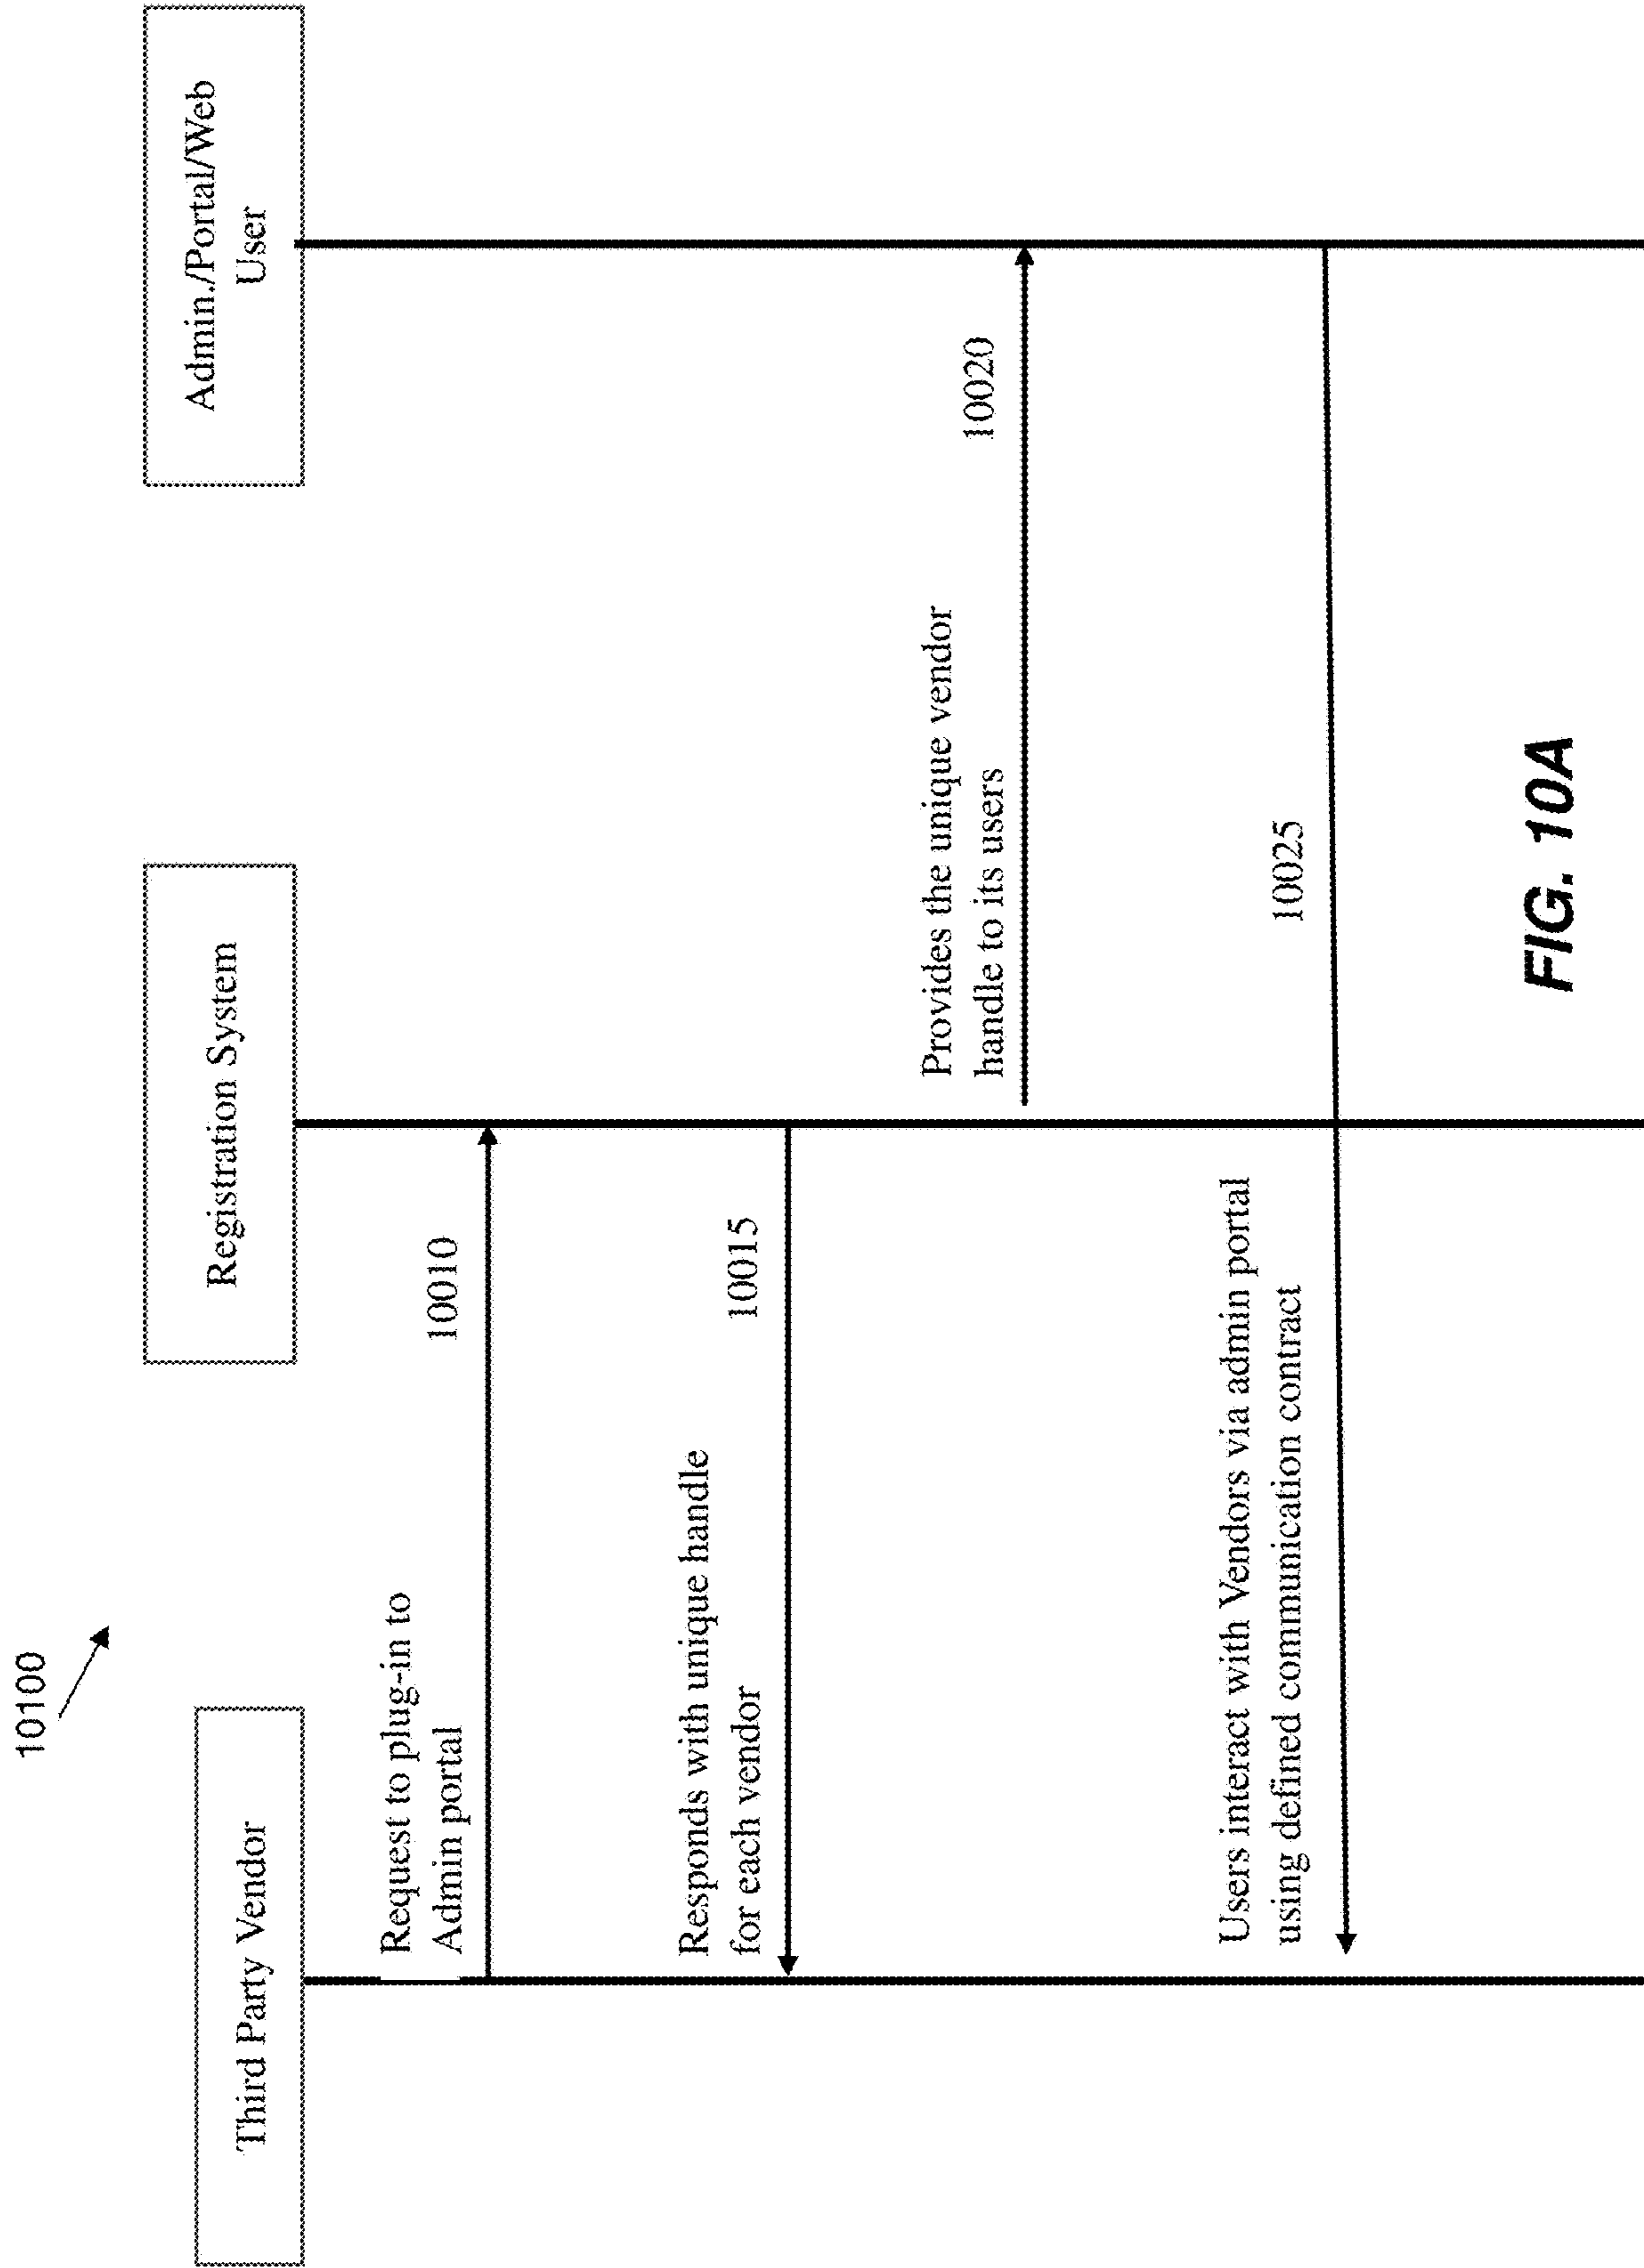 10100
Third Party Vendor
Registration System
Admin./Portal/Web
User
Request to plug-in to
Admin portal
10010
Responds with unique handle
for each vendor
10015
Provides the unique vendor
handle to its users
10020
Users interact with Vendors via admin portal
using defined communication contract
10025
FIG. 10A